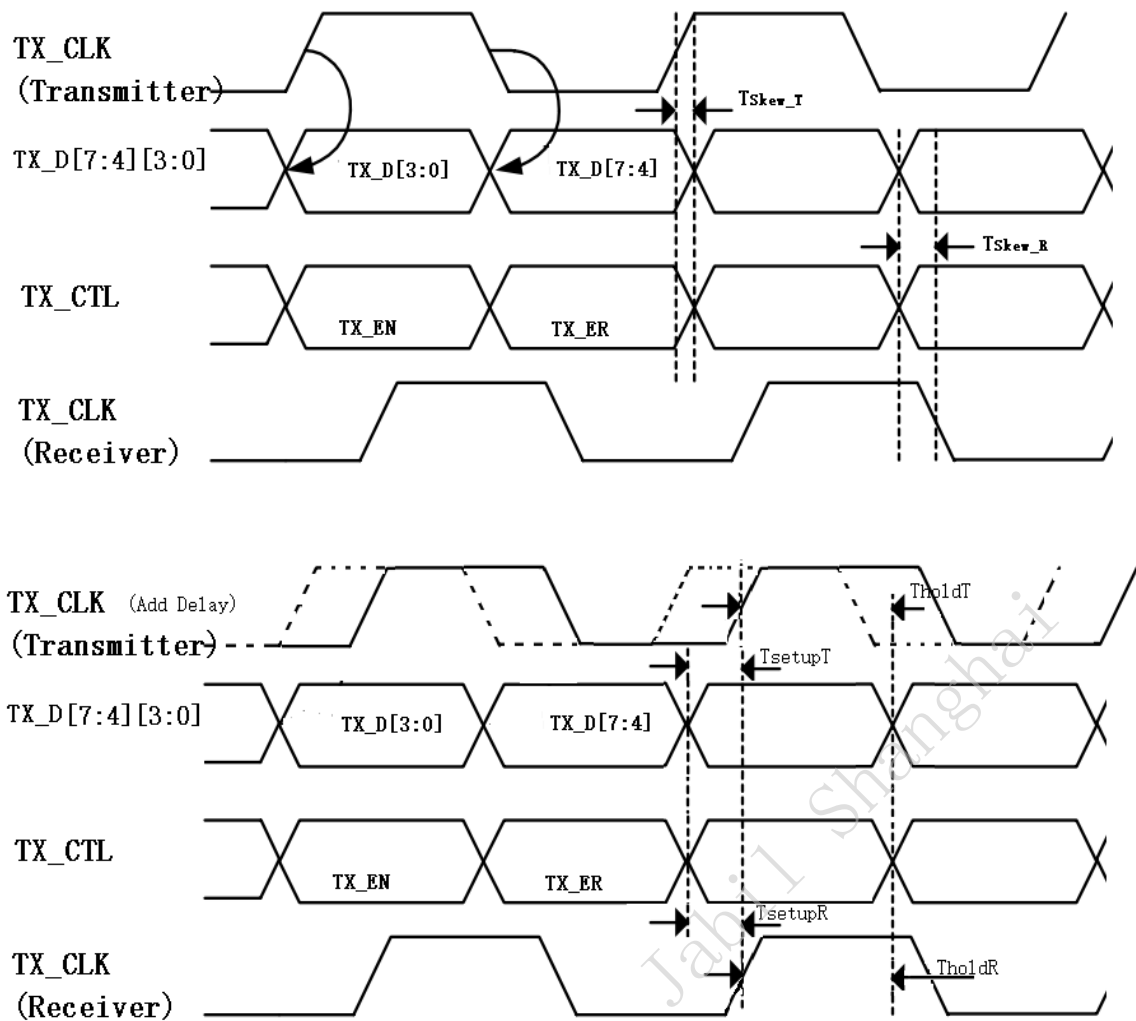 TX_CLK
(Transmitter)
Tskew_T
TX_D[7:4][3:0]
TX_D[3:0]
TX_D[7:4]
Tskew_R
TX_CTL
TX_EN
TX_ER
TX_CLK
(Receiver)
TX_CLK (Add Delay)
(Transmitter)
TholdT
TsetupT
TX_D[7:4][3:0]
TX_D[3:0]
TX_D[7:4]
TX_CTL
TX_EN
TX_ER
TsetupR
TX_CLK
(Receiver)
TholdR
Jabil Shanghai